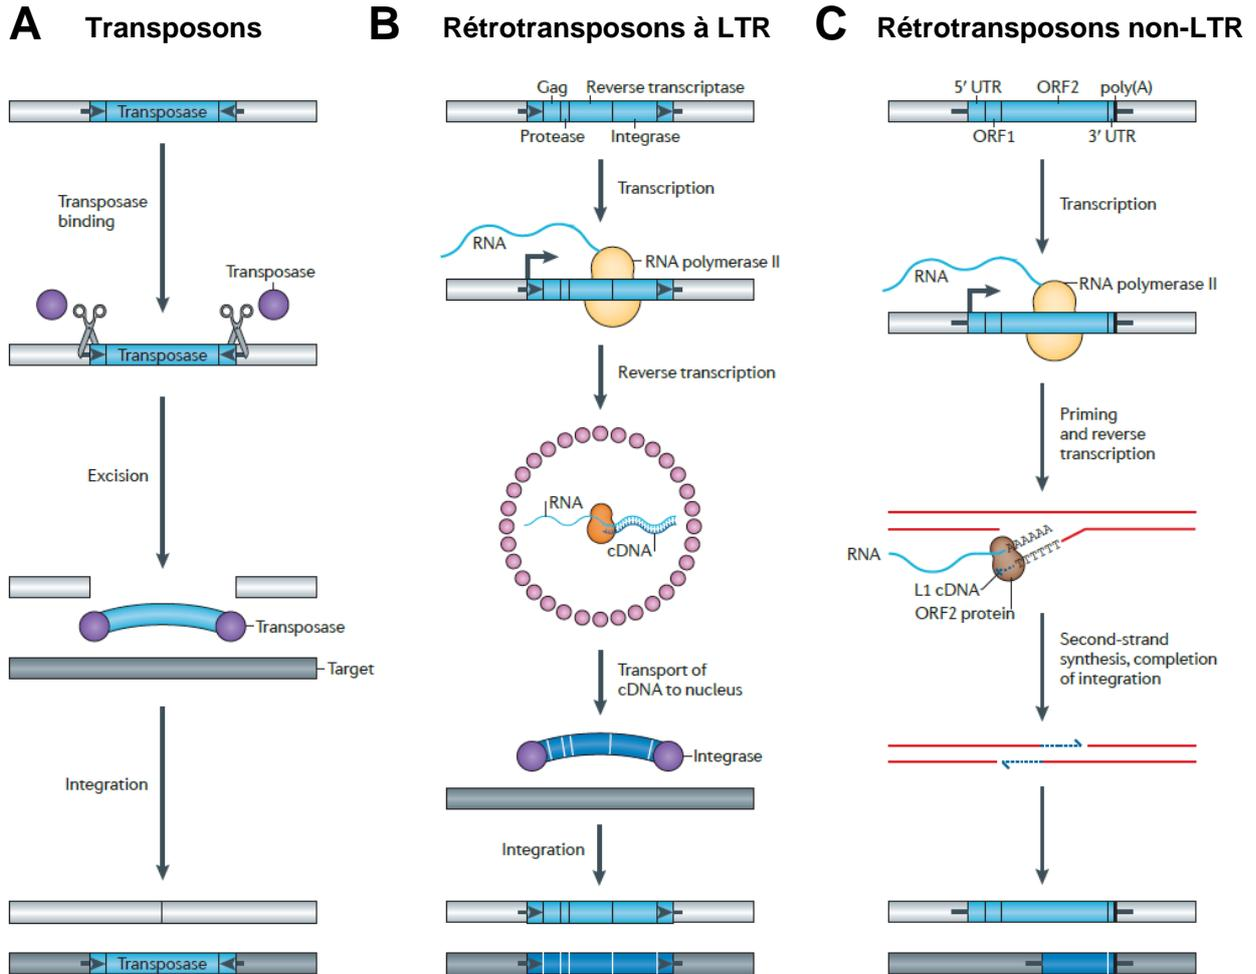 A Transposons
Transposase
Transposase
binding
Transposase
Transposase
Excision
Transposase
Target
Integration
Transposase
B Rétrotransposons à LTR
Gag Reverse transcriptase
Protease Integrase
Transcription
RNA
RNA polymerase II
Reverse transcription
RNA
cDNA
Transport of
cDNA to nucleus
Integrase
Integration
C Rétrotransposons non-LTR
5′ UTR ORF2 poly(A)
ORF1 3′ UTR
Transcription
RNA
RNA polymerase II
Priming
and reverse
transcription
AAAAAA
TTTTTT
RNA
L1 cDNA
ORF2 protein
Second-strand
synthesis, completion
of integration